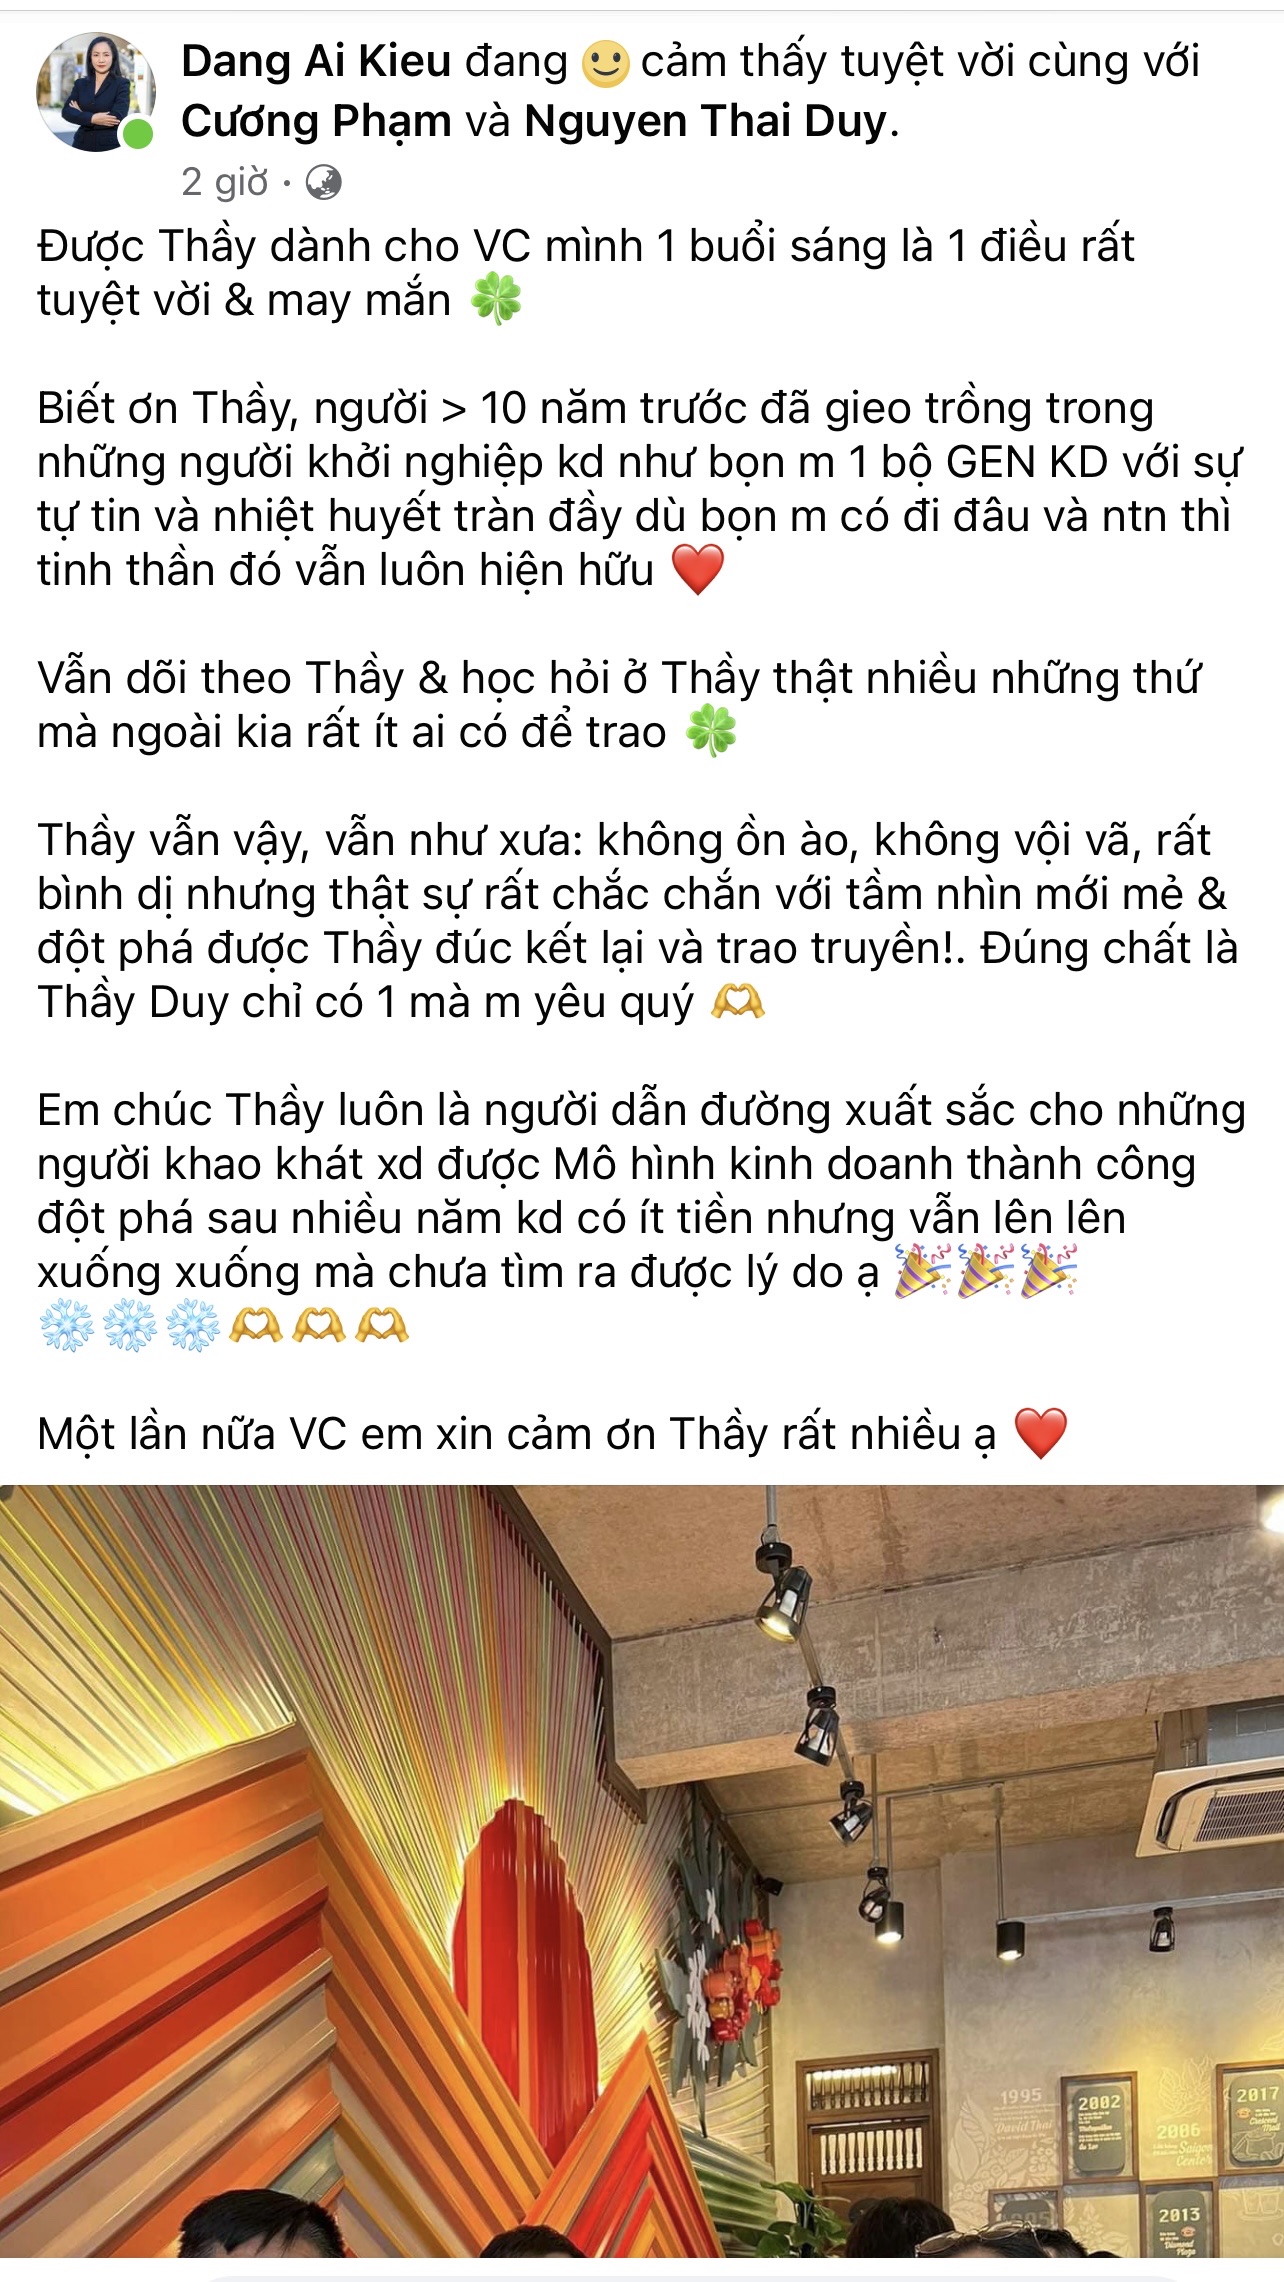 Dang Ai Kieu đang 🙂 cảm thấy tuyệt vời cùng với
Cương Phạm và Nguyen Thai Duy.
2 giờ ·
Được Thầy dành cho VC mình 1 buổi sáng là 1 điều rất
tuyệt vời & may mắn 🍀
Biết ơn Thầy, người > 10 năm trước đã gieo trồng trong
những người khởi nghiệp kd như bọn m 1 bộ GEN KD với sự
tự tin và nhiệt huyết tràn đầy dù bọn m có đi đâu và ntn thì
tinh thần đó vẫn luôn hiện hữu ❤️
Vẫn dõi theo Thầy & học hỏi ở Thầy thật nhiều những thứ
mà ngoài kia rất ít ai có để trao 🍀
Thầy vẫn vậy, vẫn như xưa: không ồn ào, không vội vã, rất
bình dị nhưng thật sự rất chắc chắn với tầm nhìn mới mẻ &
đột phá được Thầy đúc kết lại và trao truyền!. Đúng chất là
Thầy Duy chỉ có 1 mà m yêu quý 🫶
Em chúc Thầy luôn là người dẫn đường xuất sắc cho những
người khao khát xd được Mô hình kinh doanh thành công
đột phá sau nhiều năm kd có ít tiền nhưng vẫn lên lên
xuống xuống mà chưa tìm ra được lý do ạ 🎉🎉🎉
❄️❄️❄️🫶🫶🫶
Một lần nữa VC em xin cảm ơn Thầy rất nhiều ạ ❤️
1995
David Thai
2002
2006
Saigon
Center
2017
Crescent
Mall
2013
Diamond
Plaza